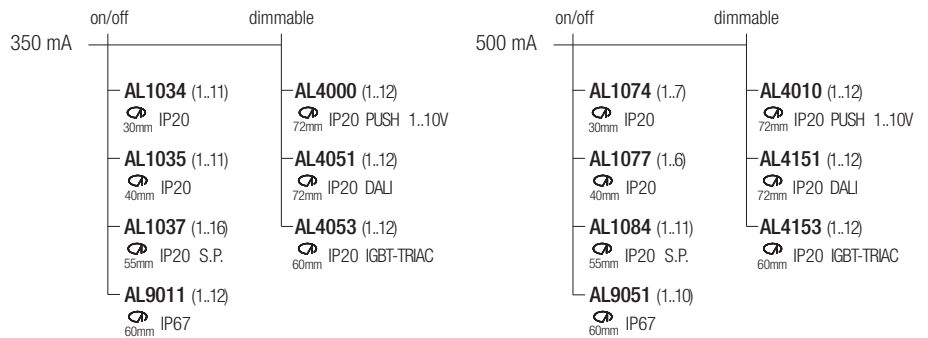 on/off dimmable
350 mA
AL1034 (1..11)
30mm IP20
AL1035 (1..11)
40mm IP20
AL1037 (1..16)
55mm IP20 S.P.
AL9011 (1..12)
60mm IP67
AL4000 (1..12)
72mm IP20 PUSH 1..10V
AL4051 (1..12)
72mm IP20 DALI
AL4053 (1..12)
60mm IP20 IGBT-TRIAC
on/off dimmable
500 mA
AL1074 (1..7)
30mm IP20
AL1077 (1..6)
40mm IP20
AL1084 (1..11)
55mm IP20 S.P.
AL9051 (1..10)
60mm IP67
AL4010 (1..12)
72mm IP20 PUSH 1..10V
AL4151 (1..12)
72mm IP20 DALI
AL4153 (1..12)
60mm IP20 IGBT-TRIAC